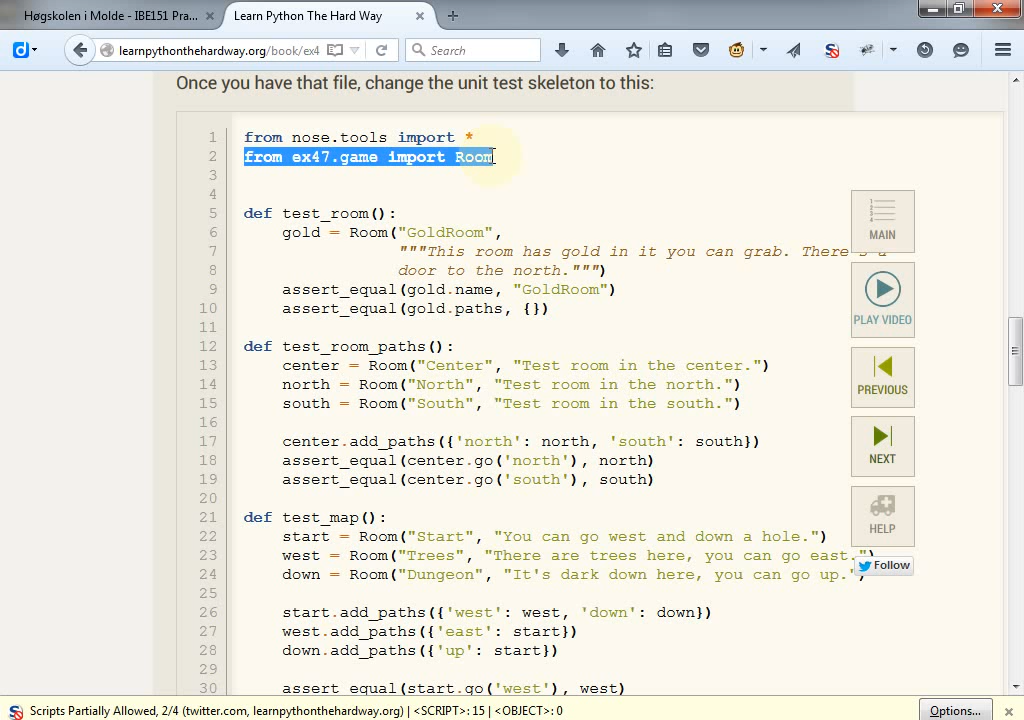 Høgskolen i Molde - IBE151 Pra...
Learn Python The Hard Way
learnpythonthehardway.org/book/ex4
Search
Once you have that file, change the unit test skeleton to this:
1 from nose.tools import *
2 from ex47.game import Room
3
4
5 def test_room():
6 gold = Room("GoldRoom",
7 """This room has gold in it you can grab. There's a
8 door to the north.""")
9 assert_equal(gold.name, "GoldRoom")
10 assert_equal(gold.paths, {})
11
12 def test_room_paths():
13 center = Room("Center", "Test room in the center.")
14 north = Room("North", "Test room in the north.")
15 south = Room("South", "Test room in the south.")
16
17 center.add_paths({'north': north, 'south': south})
18 assert_equal(center.go('north'), north)
19 assert_equal(center.go('south'), south)
20
21 def test_map():
22 start = Room("Start", "You can go west and down a hole.")
23 west = Room("Trees", "There are trees here, you can go east.")
24 down = Room("Dungeon", "It's dark down here, you can go up.")
25
26 start.add_paths({'west': west, 'down': down})
27 west.add_paths({'east': start})
28 down.add_paths({'up': start})
29
30 assert_equal(start.go('west'), west)
MAIN
PLAY VIDEO
PREVIOUS
NEXT
HELP
Follow
Scripts Partially Allowed, 2/4 (twitter.com, learnpythonthehardway.org) | <SCRIPT>: 15 | <OBJECT>: 0
Options...